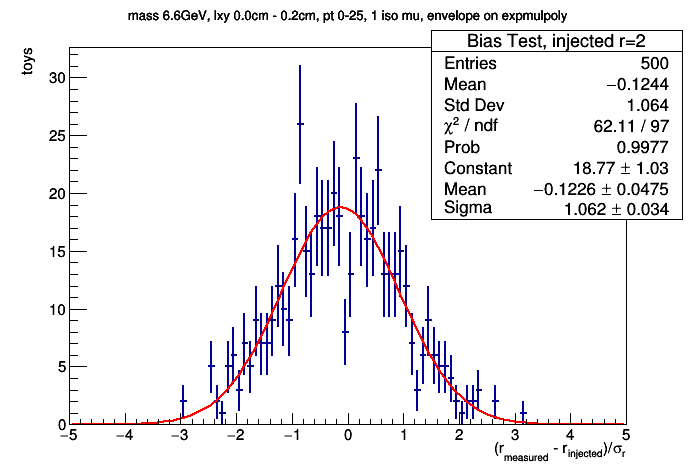 mass 6.6GeV, lxy 0.0cm - 0.2cm, pt 0-25, 1 iso mu, envelope on expmulpoly
Bias Test, injected r=2
Entries 500
Mean −0.1244
Std Dev 1.064
χ² / ndf 62.11 / 97
Prob 0.9977
Constant 18.77 ± 1.03
Mean −0.1226 ± 0.0475
Sigma 1.062 ± 0.034
toys
30
25
20
15
10
5
0
−5 −4 −3 −2 −1 0 1 2 3 4 5
(r_measured - r_injected)/σ_r